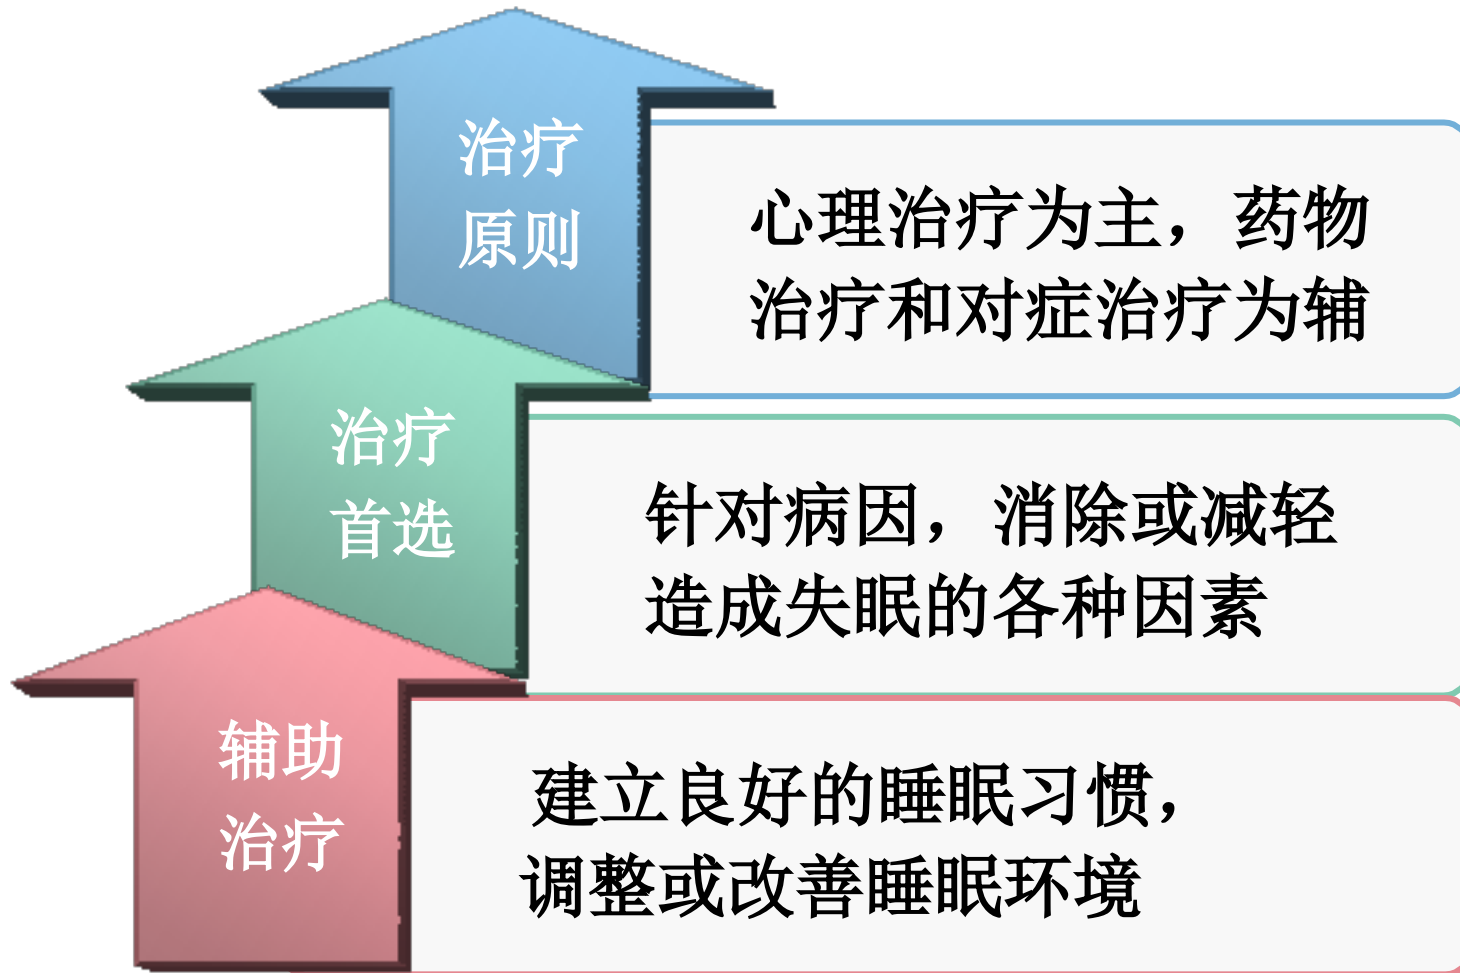 治疗
原则
心理治疗为主，药物
治疗和对症治疗为辅
治疗
首选
针对病因，消除或减轻
造成失眠的各种因素
辅助
治疗
建立良好的睡眠习惯，
调整或改善睡眠环境